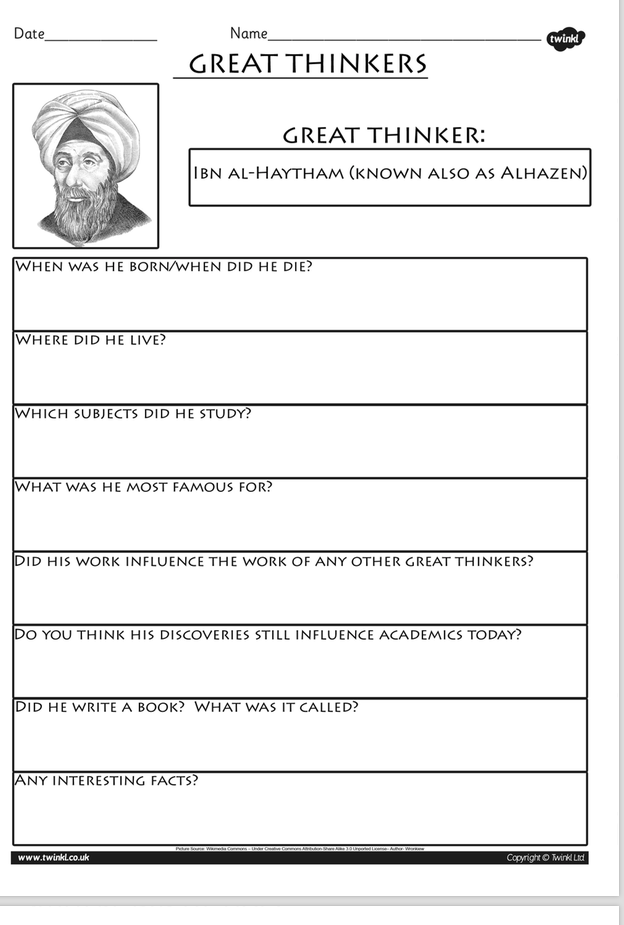 Date_______________ Name____________________________________ twinkl
GREAT THINKERS
GREAT THINKER:
Ibn al-Haytham (known also as Alhazen)
When was he born/when did he die?
Where did he live?
Which subjects did he study?
What was he most famous for?
Did his work influence the work of any other great thinkers?
Do you think his discoveries still influence academics today?
Did he write a book? What was it called?
Any interesting facts?
Picture Source: Wikimedia Commons – Under Creative Commons Attribution-Share Alike 3.0 Unported License– Author- Wronkiew
www.twinkl.co.uk Copyright © Twinkl Ltd